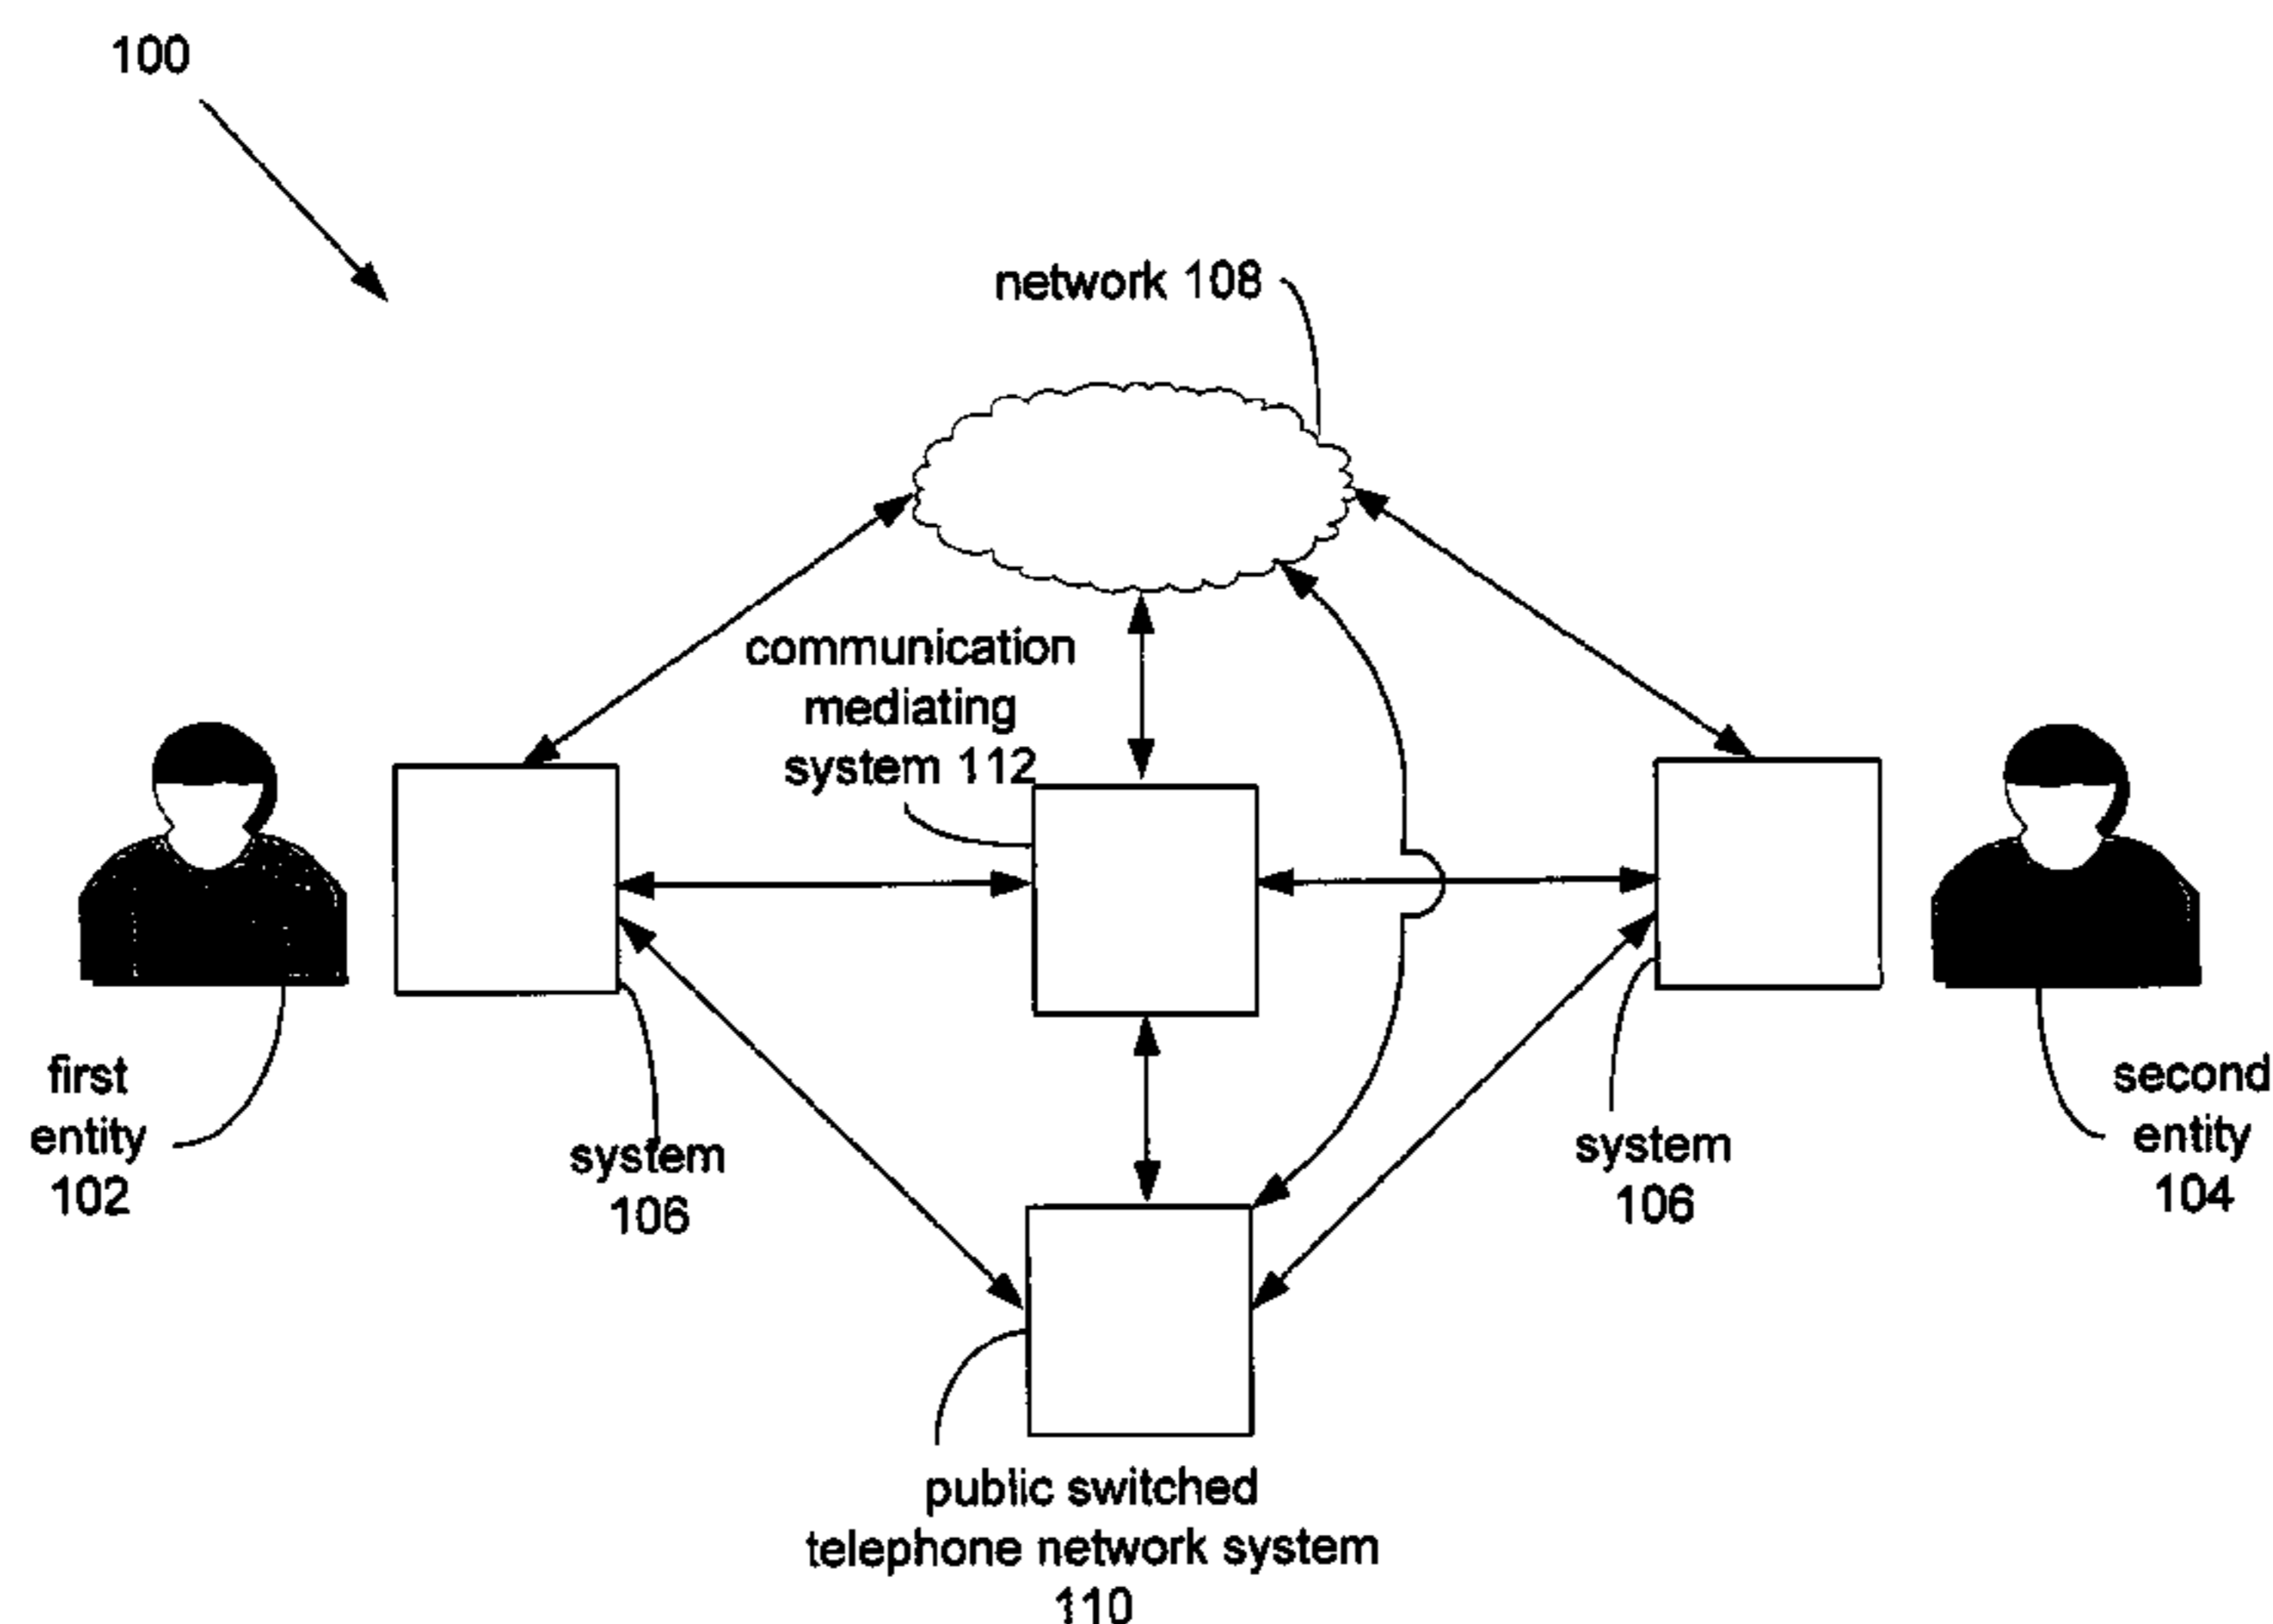 100
network 108
communication
mediating
system 112
first
entity
102
system
106
system
106
second
entity
104
public switched
telephone network system
110